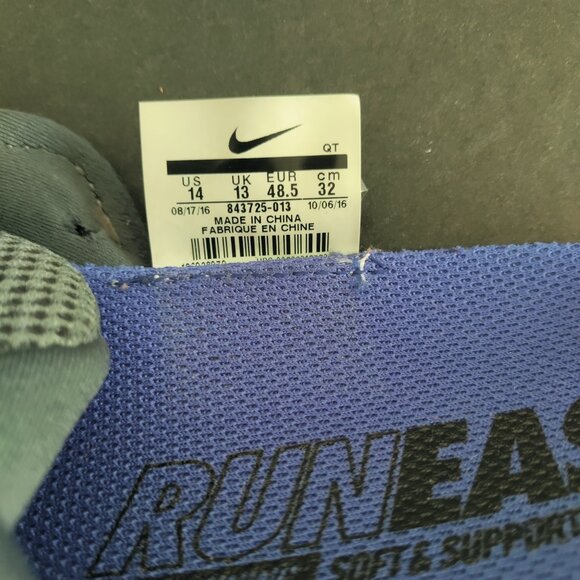 QT
US UK EUR cm
14 13 48.5 32
08/17/16 843725-013 10/06/16
MADE IN CHINA
FABRIQUE EN CHINE
RUNEAS
SOFT & SUPPORT